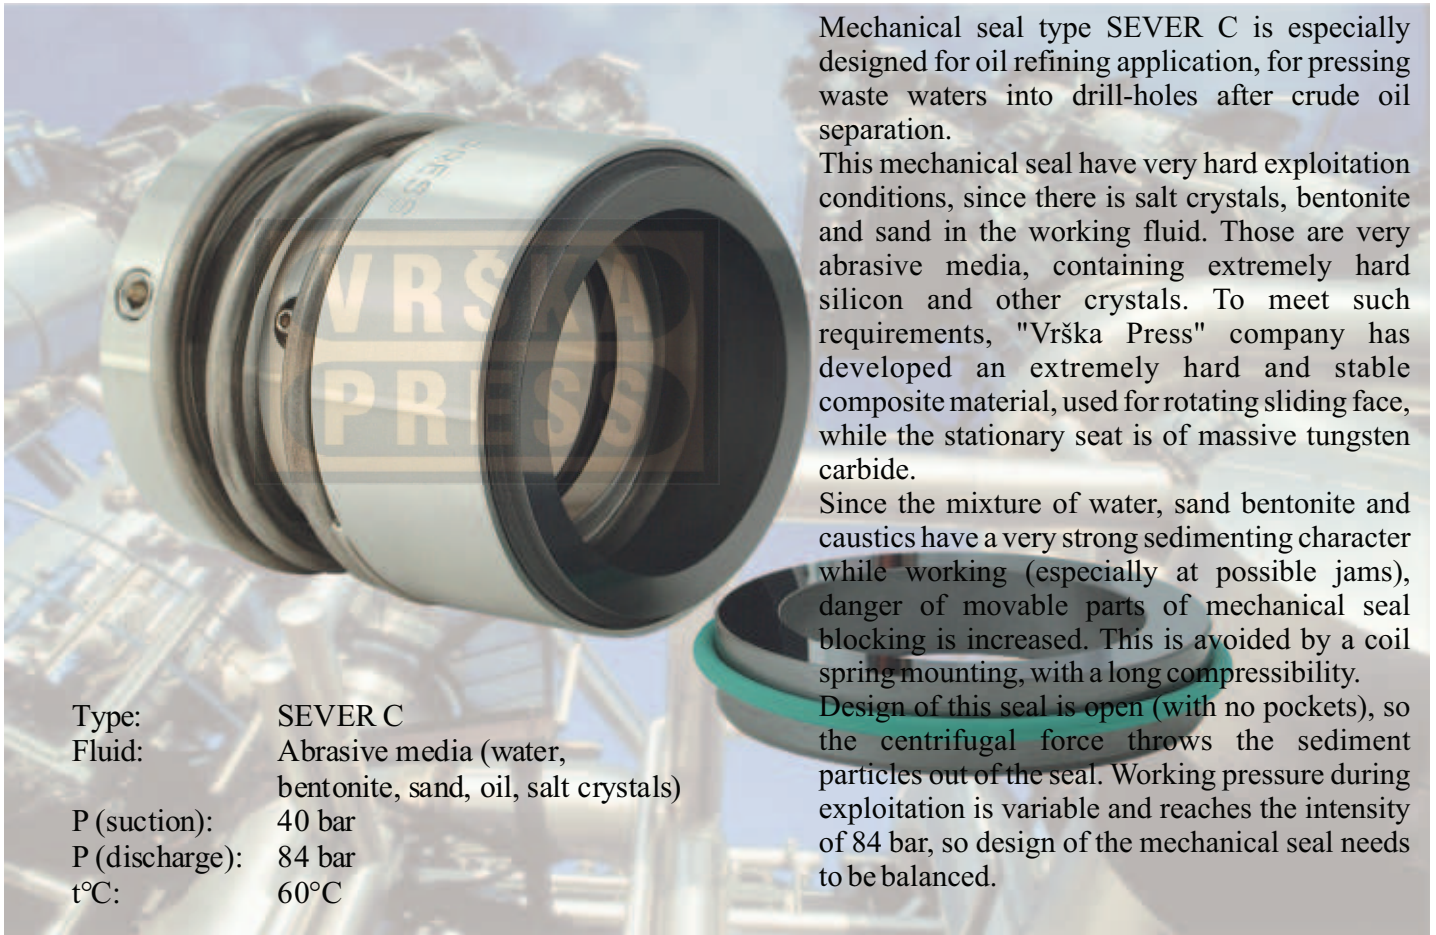 Mechanical seal type SEVER C is especially
designed for oil refining application, for pressing
waste waters into drill-holes after crude oil
separation.
This mechanical seal have very hard exploitation
conditions, since there is salt crystals, bentonite
and sand in the working fluid. Those are very
abrasive media, containing extremely hard
silicon and other crystals. To meet such
requirements, "Vrška Press" company has
developed an extremely hard and stable
composite material, used for rotating sliding face,
while the stationary seat is of massive tungsten
carbide.
Since the mixture of water, sand bentonite and
caustics have a very strong sedimenting character
while working (especially at possible jams),
danger of movable parts of mechanical seal
blocking is increased. This is avoided by a coil
spring mounting, with a long compressibility.
Design of this seal is open (with no pockets), so
the centrifugal force throws the sediment
particles out of the seal. Working pressure during
exploitation is variable and reaches the intensity
of 84 bar, so design of the mechanical seal needs
to be balanced.
VRŠKA
PRESS
Type: SEVER C
Fluid: Abrasive media (water,
bentonite, sand, oil, salt crystals)
P (suction): 40 bar
P (discharge): 84 bar
t°C: 60°C